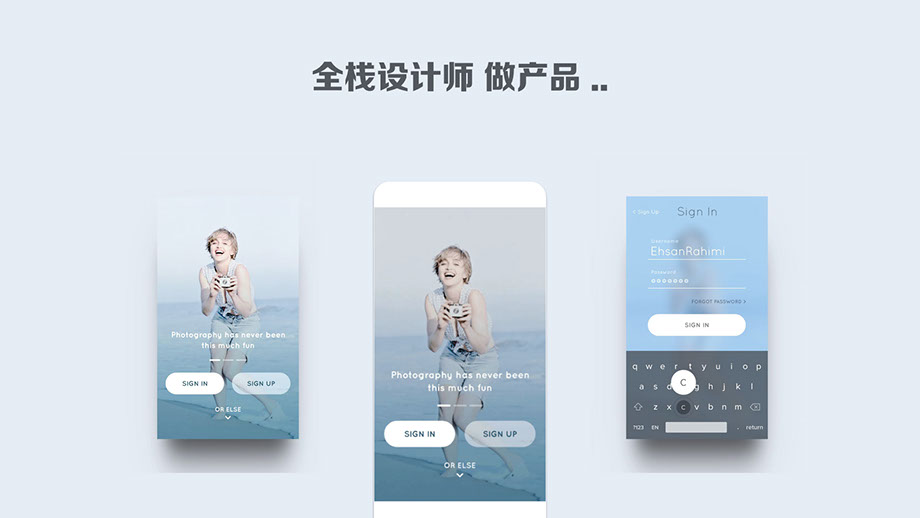 全栈设计师 做产品 ..
Photography has never been
this much fun
SIGN IN
SIGN UP
OR ELSE
Photography has never been
this much fun
SIGN IN
SIGN UP
OR ELSE
< Sign Up
Sign In
Username
EhsanRahimi
Password
FORGOT PASSWORD >
SIGN IN
q w e r t y u i o p
a s d C g h j k l
z x c v b n m
?123 EN . return